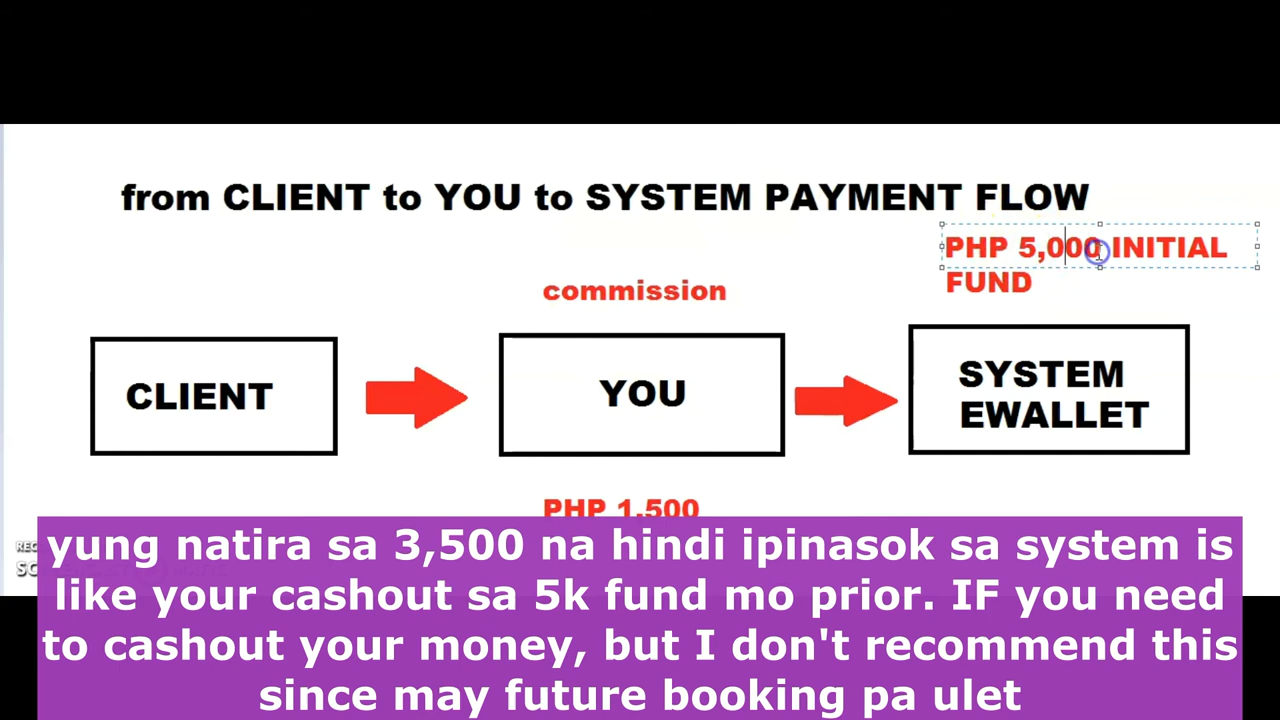 from CLIENT to YOU to SYSTEM PAYMENT FLOW
PHP 5,000 INITIAL
FUND
commission
CLIENT
YOU
SYSTEM
EWALLET
PHP 1,500
yung natira sa 3,500 na hindi ipinasok sa system is
like your cashout sa 5k fund mo prior. IF you need
to cashout your money, but I don't recommend this
since may future booking pa ulet